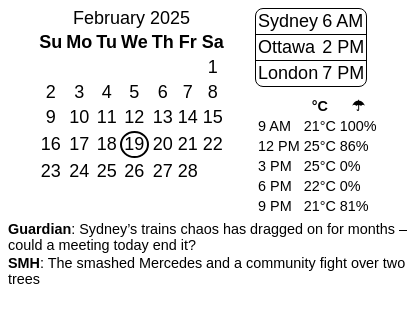 February 2025
Su Mo Tu We Th Fr Sa
1
2 3 4 5 6 7 8
9 10 11 12 13 14 15
16 17 18 19 20 21 22
23 24 25 26 27 28
Sydney 6 AM
Ottawa 2 PM
London 7 PM
°C ☂
9 AM 21°C 100%
12 PM 25°C 86%
3 PM 25°C 0%
6 PM 22°C 0%
9 PM 21°C 81%
Guardian: Sydney’s trains chaos has dragged on for months –
could a meeting today end it?
SMH: The smashed Mercedes and a community fight over two
trees